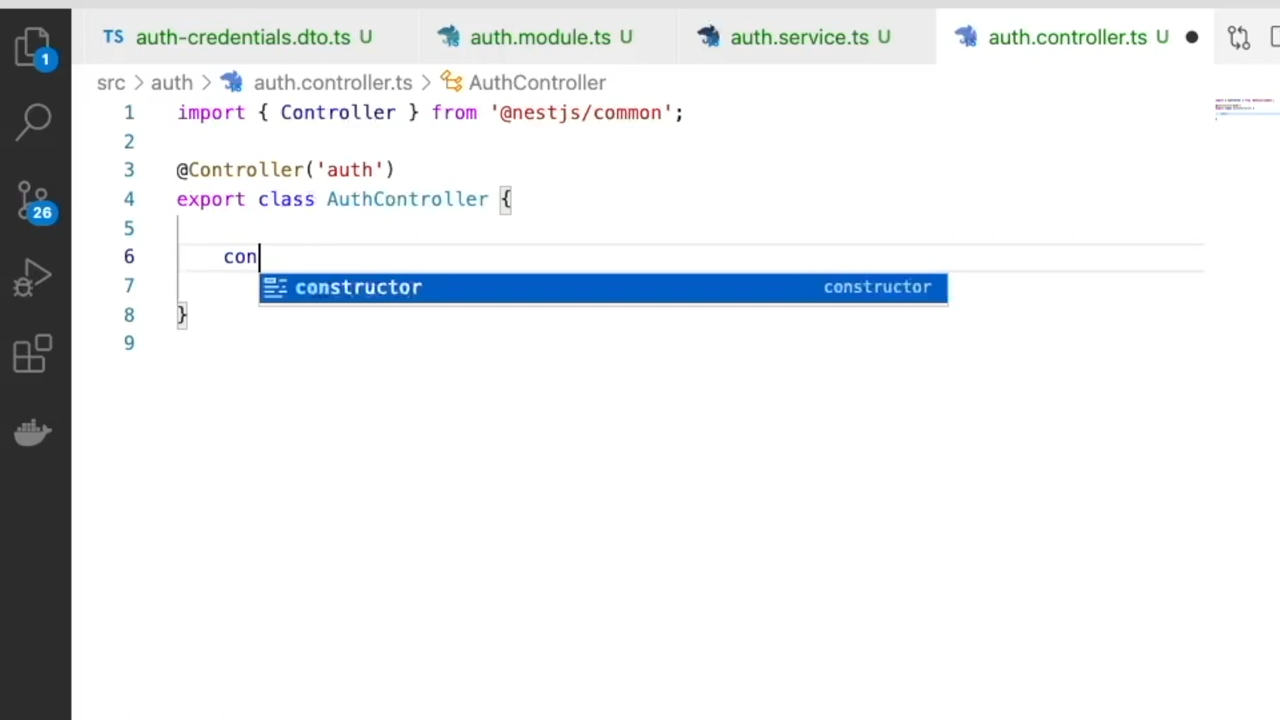 TS auth-credentials.dto.ts U auth.module.ts U auth.service.ts U auth.controller.ts U
1
src > auth > auth.controller.ts > AuthController
1 import { Controller } from '@nestjs/common';
2
3 @Controller('auth')
4 export class AuthController {
26
5
6 con
7 constructor constructor
8 }
9